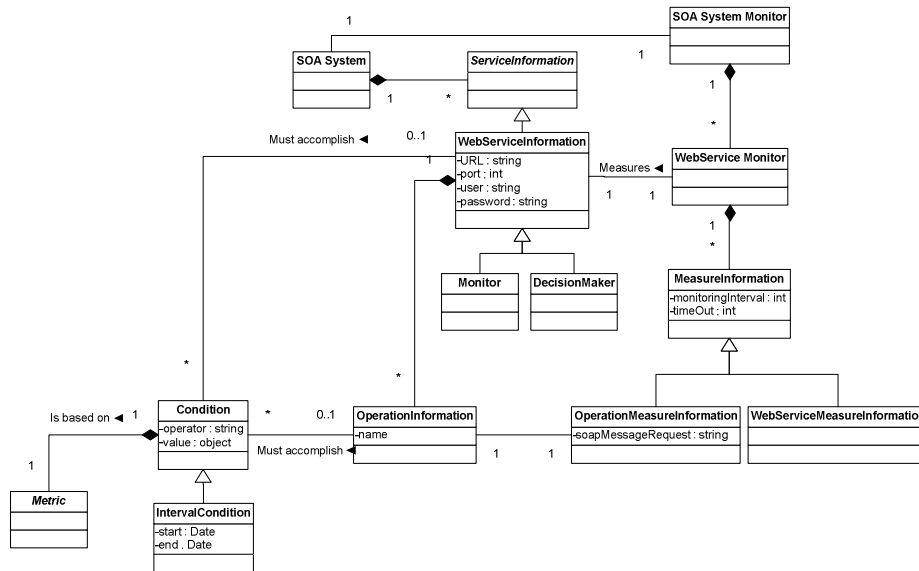 SOA System Monitor
1
SOA System
ServiceInformation
1
1
1
*
*
Must accomplish ◄
0..1
WebServiceInformation
-URL : string
-port : int
-user : string
-password : string
1
Measures ◄
1
1
WebService Monitor
1
*
Monitor
DecisionMaker
MeasureInformation
-monitoringInterval : int
-timeOut : int
*
*
Is based on ◄
1
Condition
-operator : string
-value : object
*
0..1
Must accomplish ◄
OperationInformation
-name
1
1
OperationMeasureInformation
-soapMessageRequest : string
WebServiceMeasureInformation
1
Metric
IntervalCondition
-start : Date
-end : Date